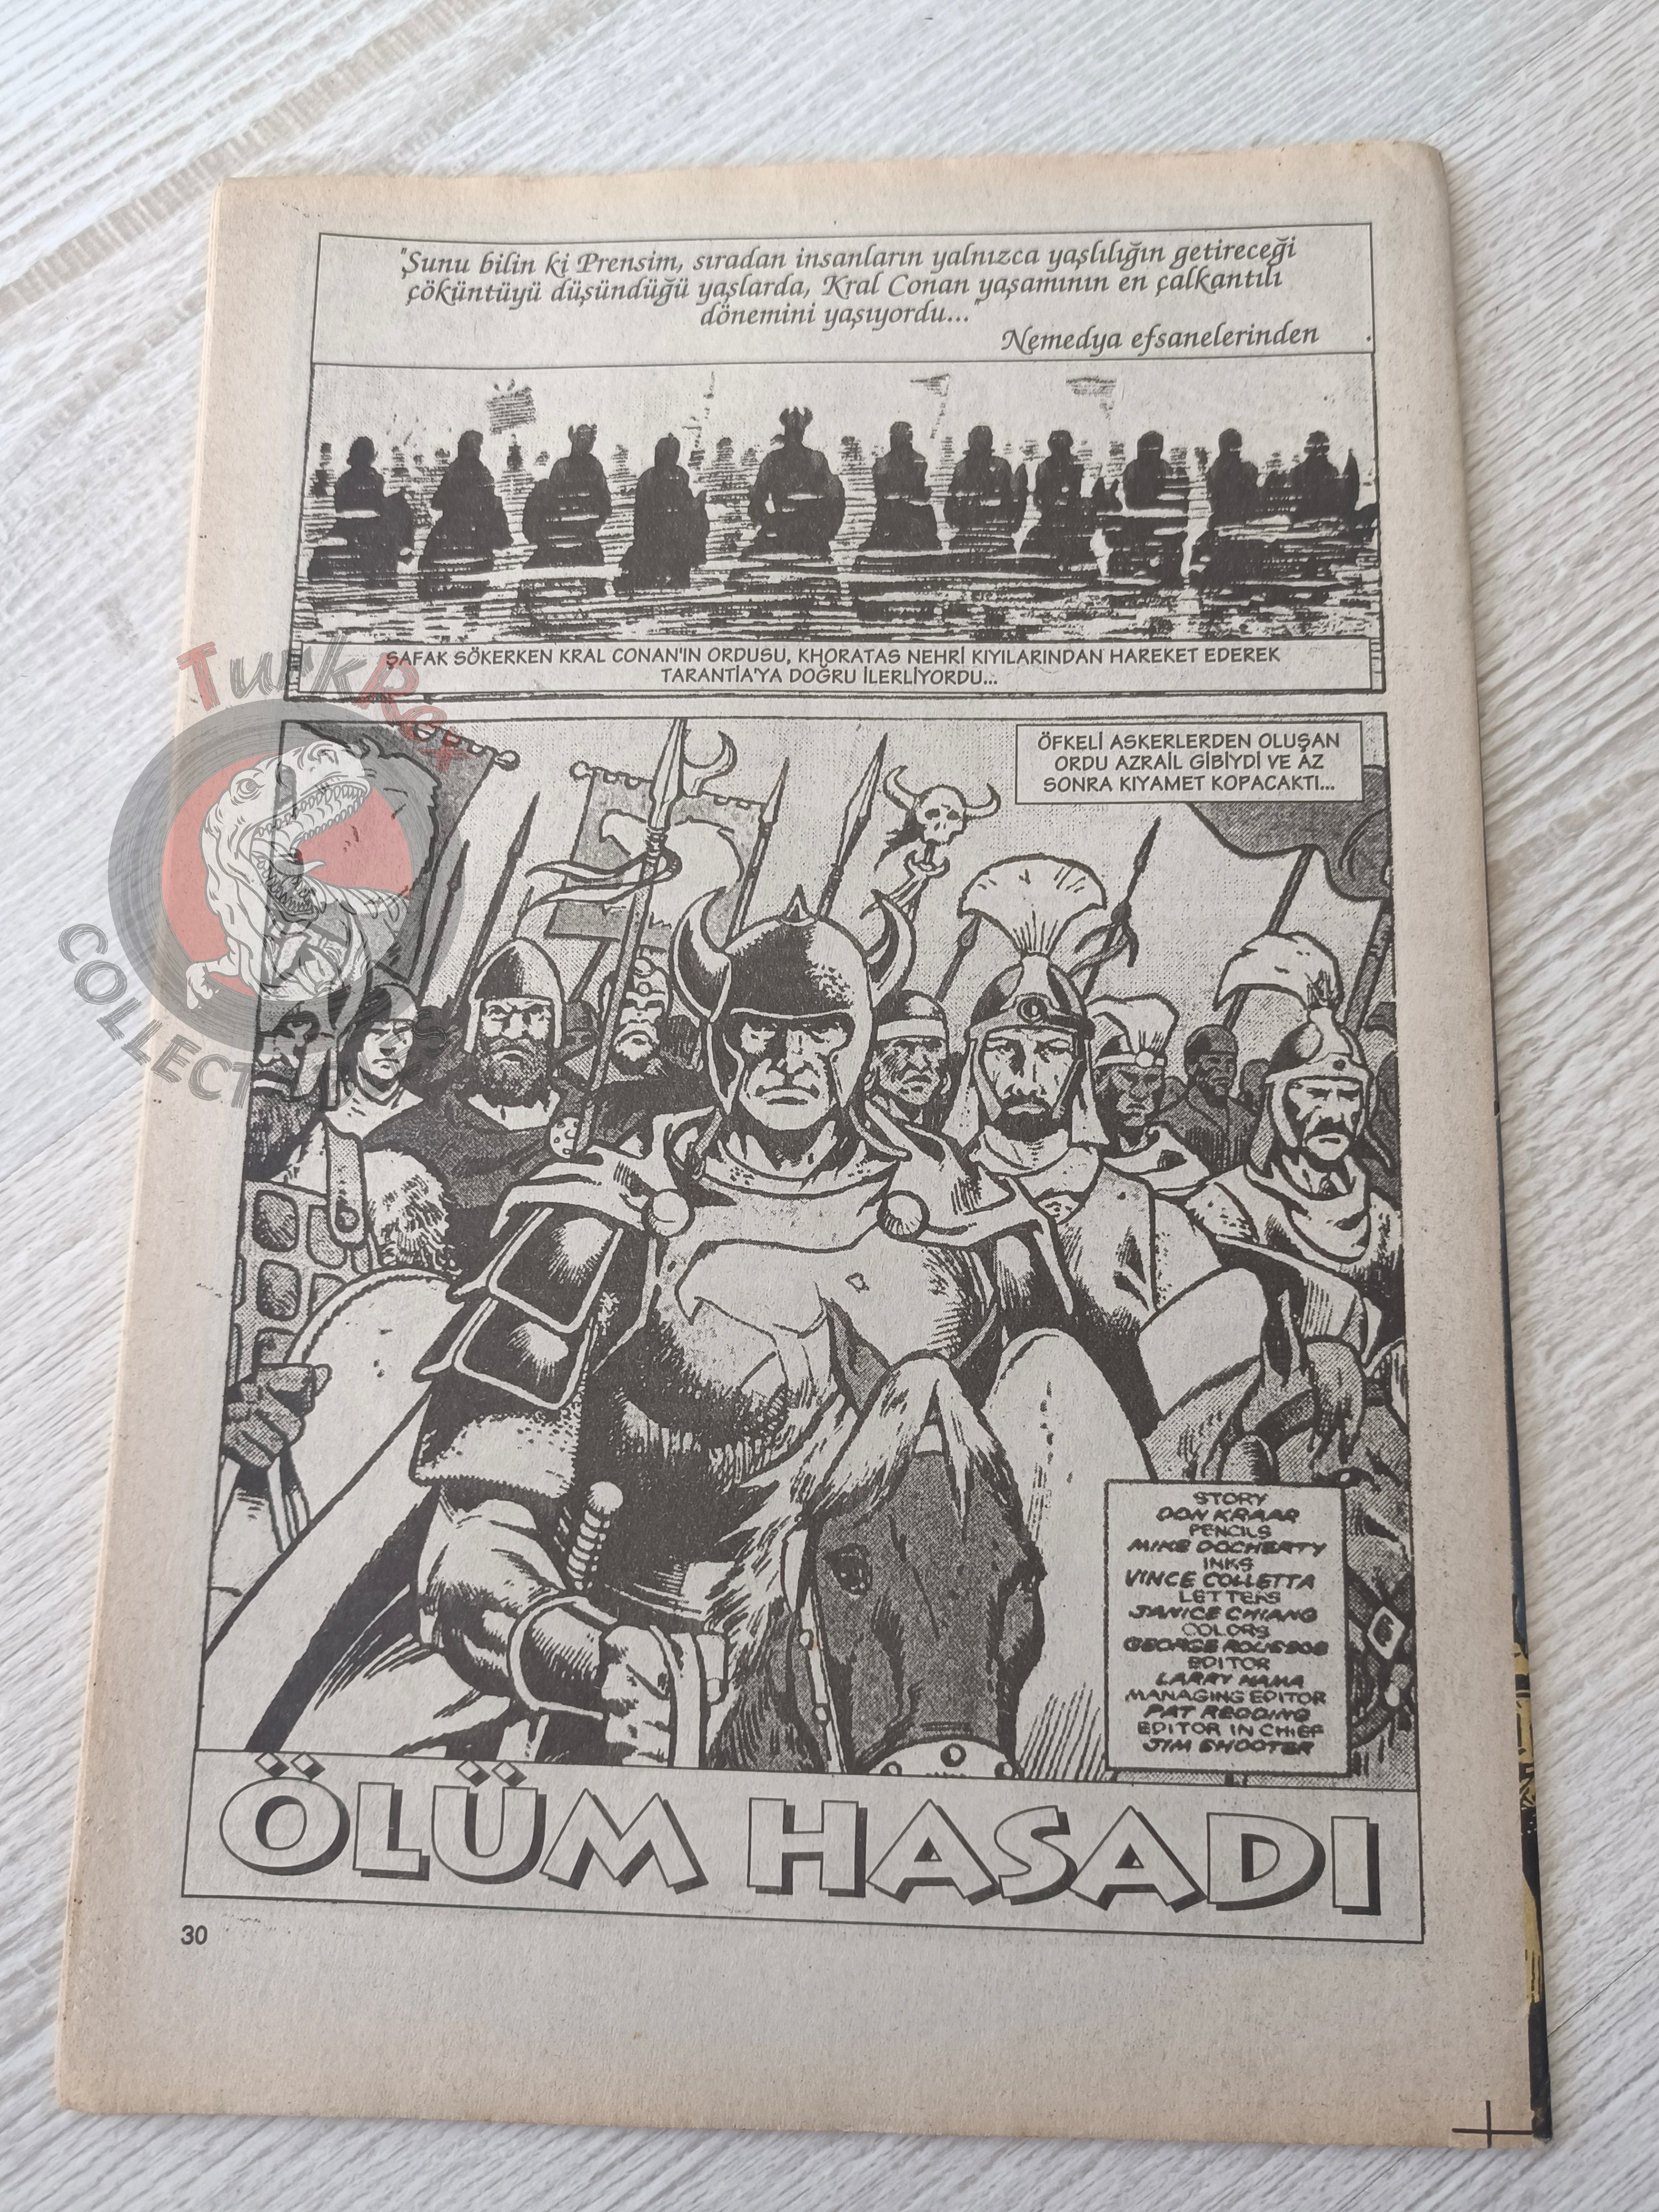 "Şunu bilin ki Prensim, sıradan insanların yalnızca yaşlılığın getireceği
çöküntüyü düşündüğü yaşlarda, Kral Conan yaşamının en çalkantılı
dönemini yaşıyordu..."
Nemedya efsanelerinden
ŞAFAK SÖKERKEN KRAL CONAN'IN ORDUSU, KHORATAS NEHRİ KIYILARINDAN HAREKET EDEREK
TARANTİA'YA DOĞRU İLERLİYORDU...
TurkRex
COLLECT
ÖFKELİ ASKERLERDEN OLUŞAN
ORDU AZRAİL GİBİYDİ VE AZ
SONRA KIYAMET KOPACAKTI...
STORY
DON KRAAR
PENCILS
MIKE DOCHERTY
INKS
VINCE COLLETTA
LETTERS
JANICE CHIANG
COLORS
GEORGE ROUSSOS
EDITOR
LARRY HAMA
MANAGING EDITOR
PAT REDDING
EDITOR IN CHIEF
JIM SHOOTER
ÖLÜM HASADI
30